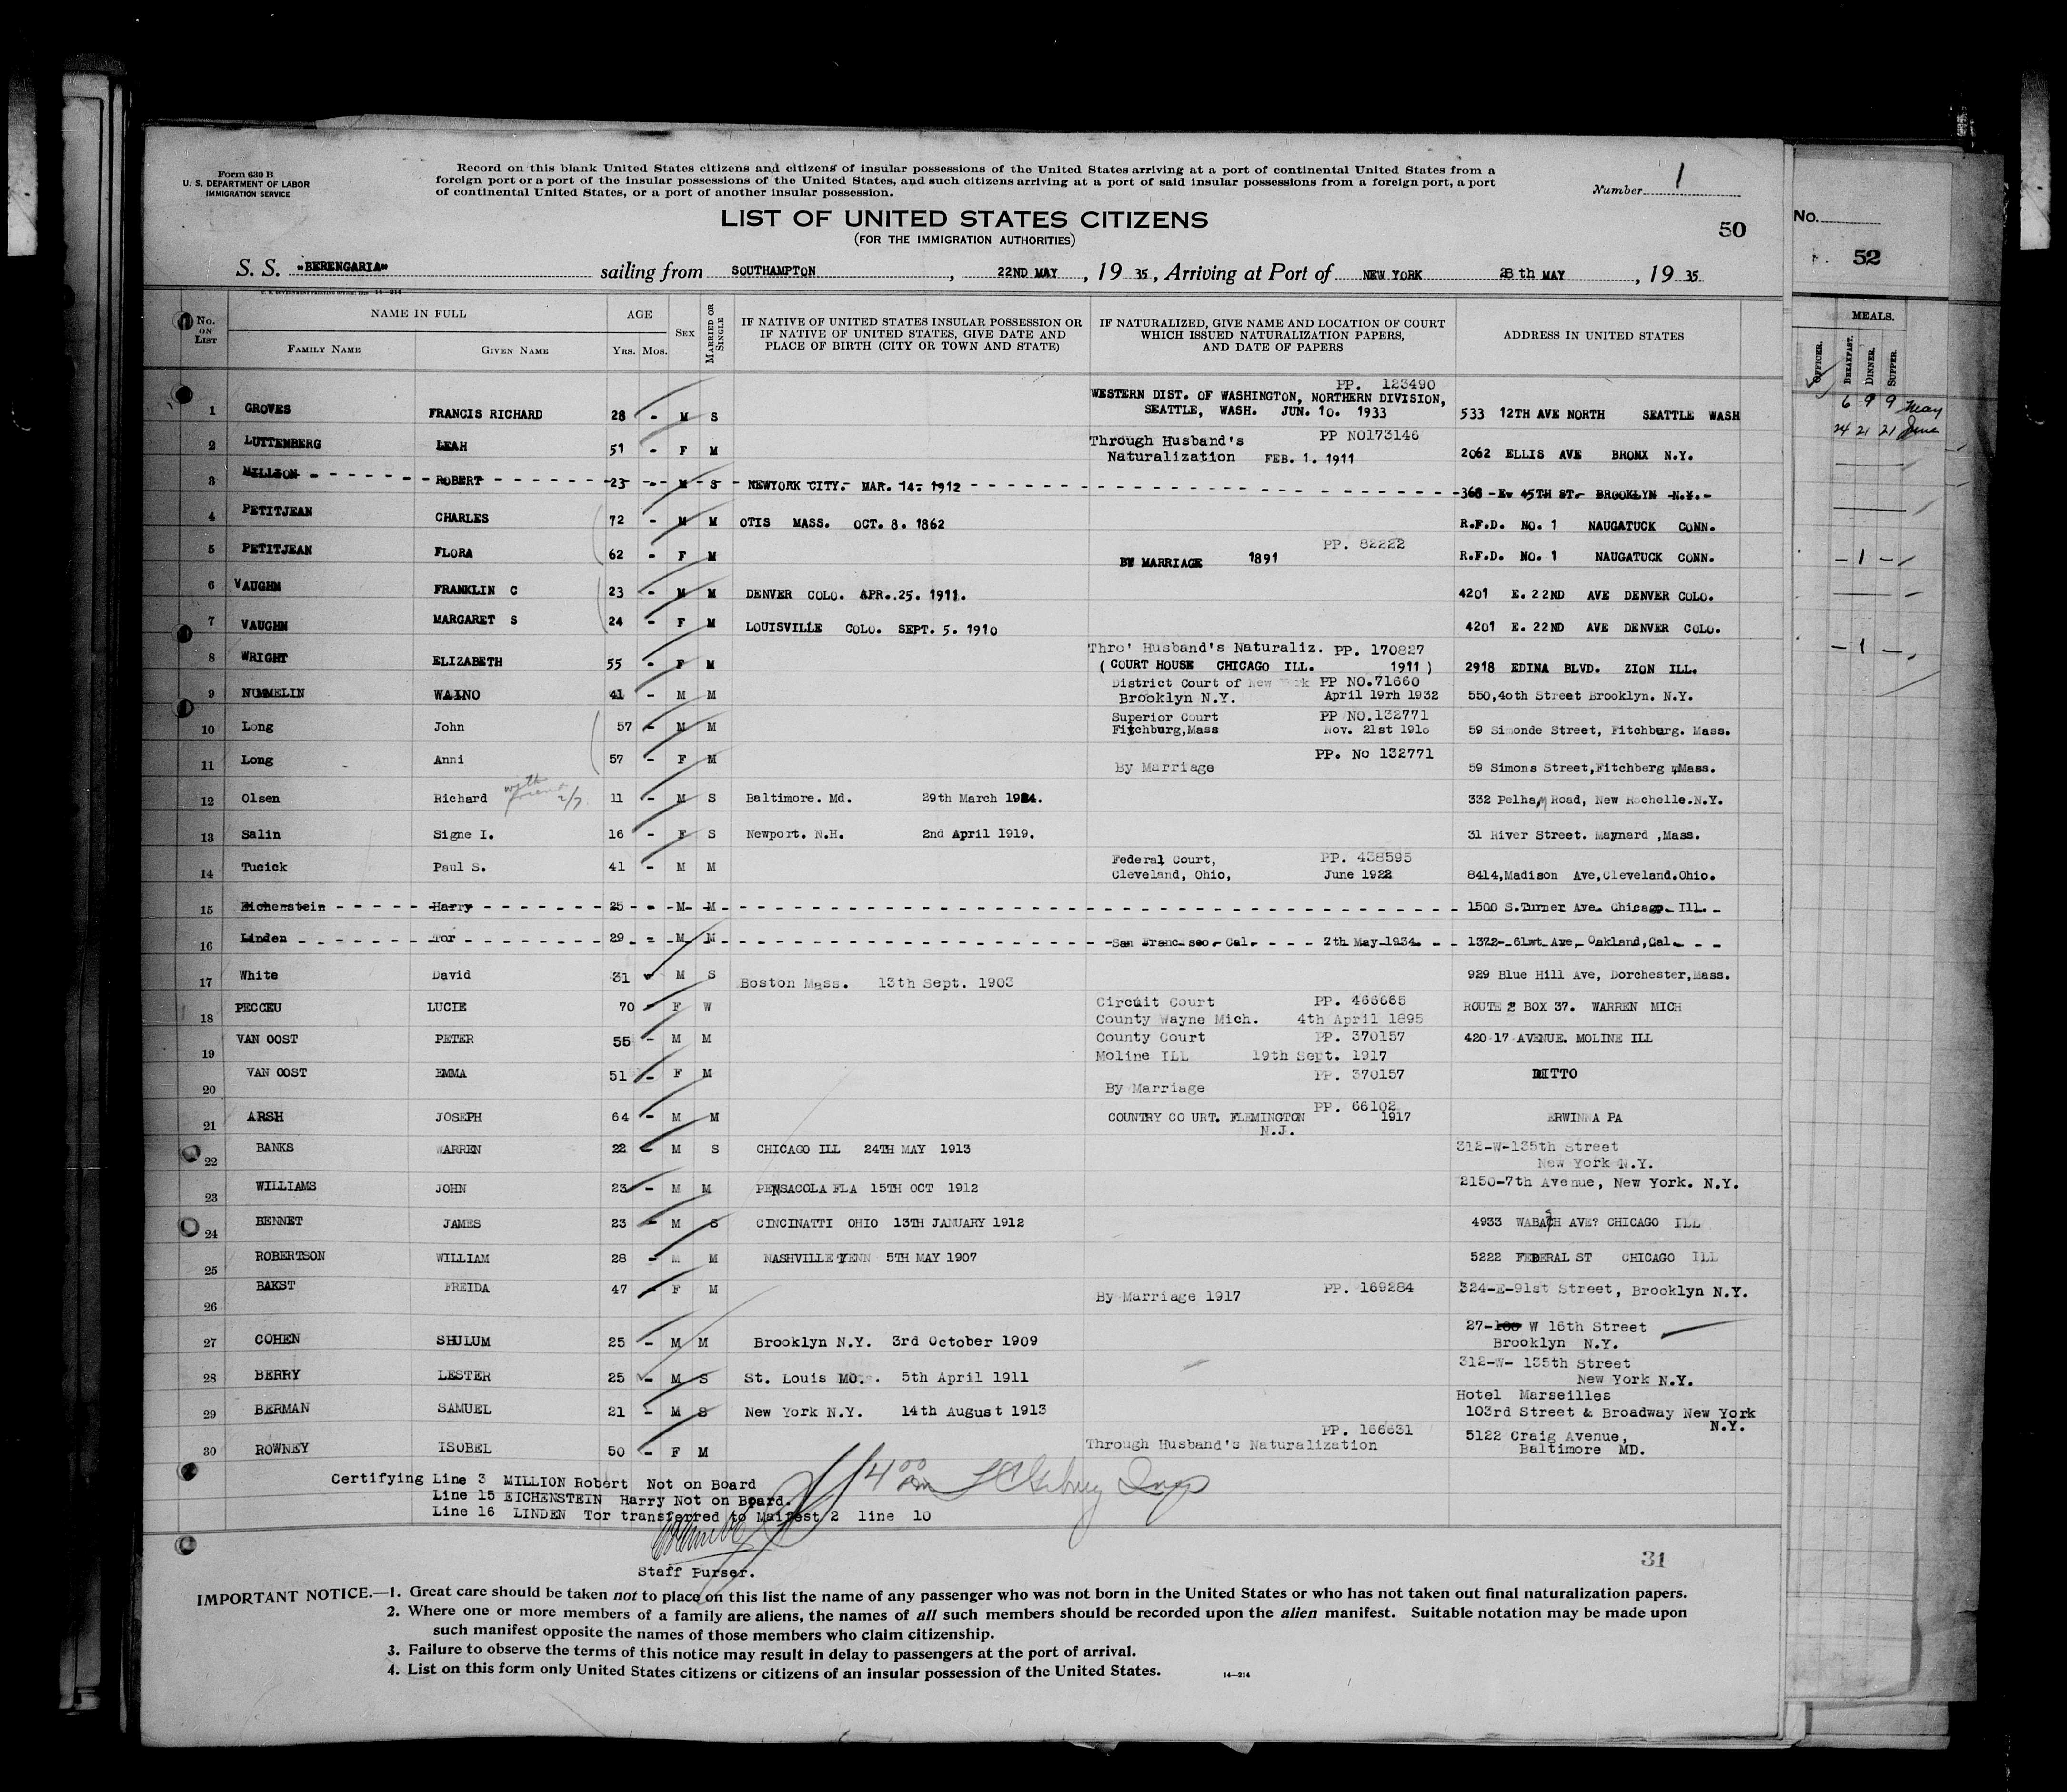 Form 630 B
U. S. DEPARTMENT OF LABOR
IMMIGRATION SERVICE
Record on this blank United States citizens and citizens of insular possessions of the United States arriving at a port of continental United States from a
foreign port or a port of the insular possessions of the United States, and such citizens arriving at a port of said insular possessions from a foreign port, a port
of continental United States, or a port of another insular possession.
Number 1
LIST OF UNITED STATES CITIZENS
(FOR THE IMMIGRATION AUTHORITIES)
50
S. S. "BERENGARIA" sailing from SOUTHAMPTON, 22ND MAY, 19 35, Arriving at Port of NEW YORK 28 th MAY, 19 35
No. ON LIST
NAME IN FULL
FAMILY NAME GIVEN NAME
AGE
YRS. MOS.
SEX
MARRIED OR SINGLE
IF NATIVE OF UNITED STATES INSULAR POSSESSION OR
IF NATIVE OF UNITED STATES, GIVE DATE AND
PLACE OF BIRTH (CITY OR TOWN AND STATE)
IF NATURALIZED, GIVE NAME AND LOCATION OF COURT
WHICH ISSUED NATURALIZATION PAPERS,
AND DATE OF PAPERS
ADDRESS IN UNITED STATES
PP. 123490
WESTERN DIST. OF WASHINGTON, NORTHERN DIVISION,
1 GROVES FRANCIS RICHARD 28 - M S SEATTLE, WASH. JUN. 10. 1933 533 12TH AVE NORTH SEATTLE WASH
Through Husband's PP NO173146
2 LUTTENBERG LEAH 51 - F M Naturalization FEB. 1. 1911 2062 ELLIS AVE BRONX N.Y.
3 MILLION ROBERT 23 - M S NEWYORK CITY. MAR. 14. 1912 368 E. 45TH ST. BROOKLYN N.Y.
4 PETITJEAN CHARLES 72 - M M OTIS MASS. OCT. 8. 1862 R.F.D. NO. 1 NAUGATUCK CONN.
PP. 82222
5 PETITJEAN FLORA 62 - F M BY MARRIAGE 1891 R.F.D. NO. 1 NAUGATUCK CONN.
6 VAUGHN FRANKLIN C 23 - M M DENVER COLO. APR. 25. 1911. 4201 E. 22ND AVE DENVER COLO.
7 VAUGHN MARGARET S 24 - F M LOUISVILLE COLO. SEPT. 5. 1910 4201 E. 22ND AVE DENVER COLO.
Thro' Husband's Naturaliz. PP. 170827
8 WRIGHT ELIZABETH 55 - F M ( COURT HOUSE CHICAGO ILL. 1911 ) 2918 EDINA BLVD. ZION ILL.
District Court of New York PP NO.71660
9 NUMMELIN WAINO 41 - M M Brooklyn N.Y. April 19rh 1932 550,4oth Street Brooklyn. N.Y.
Superior Court PP NO.132771
10 Long John 57 - M M Fitchburg,Mass Nov. 21st 1910 59 Simonde Street, Fitchburg. Mass.
PP. No 132771
11 Long Anni 57 - F M By Marriage 59 Simons Street,Fitchberg ,Mass.
12 Olsen Richard with friend 2/7 11 - M S Baltimore. Md. 29th March 1924. 332 Pelham Road, New Rochelle.N.Y.
13 Salin Signe I. 16 - F S Newport. N.H. 2nd April 1919. 31 River Street. Maynard ,Mass.
Federal Court, PP. 438595
14 Tucick Paul S. 41 - M M Cleveland, Ohio, June 1922 8414,Madison Ave,Cleveland.Ohio.
15 Eichenstein Harry 25 - M M 1500 S.Turner Ave. Chicago. Ill.
16 Linden Tor 29 - M M San Francisco. Cal. 7th May 1934 1372- 61st Ave, Oakland,Cal.
17 White David 31 - M S Boston Mass. 13th Sept. 1903 929 Blue Hill Ave, Dorchester,Mass.
Circuit Court PP. 466665
18 PECCEU LUCIE 70 - F W County Wayne Mich. 4th April 1895 ROUTE 2 BOX 37. WARREN MICH
County Court PP. 370157
19 VAN OOST PETER 55 - M M Moline ILL 19th Sept. 1917 420 17 AVENUE. MOLINE ILL
PP. 370157
20 VAN OOST EMMA 51 - F M By Marriage DITTO
PP. 66102
21 ARSH JOSEPH 64 - M M COUNTRY CO URT. FLEMINGTON 1917 ERWINNA PA
N.J.
22 BANKS WARREN 22 - M S CHICAGO ILL 24TH MAY 1913 312-W-135th Street
New York N.Y.
23 WILLIAMS JOHN 23 - M M PENSACOLA FLA 15TH OCT 1912 2150-7th Avenue, New York. N.Y.
24 BENNET JAMES 23 - M S CINCINATTI OHIO 13TH JANUARY 1912 4933 WABASH AVE? CHICAGO ILL
25 ROBERTSON WILLIAM 28 - M M NASHVILLE TENN 5TH MAY 1907 5222 FEDERAL ST CHICAGO ILL
26 BAKST FREIDA 47 - F M By Marriage 1917 PP. 169284 324-E-91st Street, Brooklyn N.Y.
27 COHEN SHULUM 25 - M M Brooklyn N.Y. 3rd October 1909 27- W 16th Street
Brooklyn N.Y.
28 BERRY LESTER 25 - M S St. Louis MO. 5th April 1911 312-W- 135th Street
New York N.Y.
29 BERMAN SAMUEL 21 - M S New York N.Y. 14th August 1913 Hotel Marseilles
103rd Street & Broadway New York
N.Y.
PP. 166631
30 ROWNEY ISOBEL 50 - F M Through Husband's Naturalization 5122 Craig Avenue,
Baltimore MD.
Certifying Line 3 MILLION Robert Not on Board
Line 15 EICHENSTEIN Harry Not on Board.
Line 16 LINDEN Tor transferred to Maifest 2 line 10
4 00 pm
Staff Purser.
31
IMPORTANT NOTICE.—1. Great care should be taken not to place on this list the name of any passenger who was not born in the United States or who has not taken out final naturalization papers.
2. Where one or more members of a family are aliens, the names of all such members should be recorded upon the alien manifest. Suitable notation may be made upon
such manifest opposite the names of those members who claim citizenship.
3. Failure to observe the terms of this notice may result in delay to passengers at the port of arrival.
4. List on this form only United States citizens or citizens of an insular possession of the United States.
14—214
No.
52
MEALS.
OFFICER. BREAKFAST. DINNER. SUPPER.
6 9 9 May
24 21 21 June
- 1 -
- 1 -